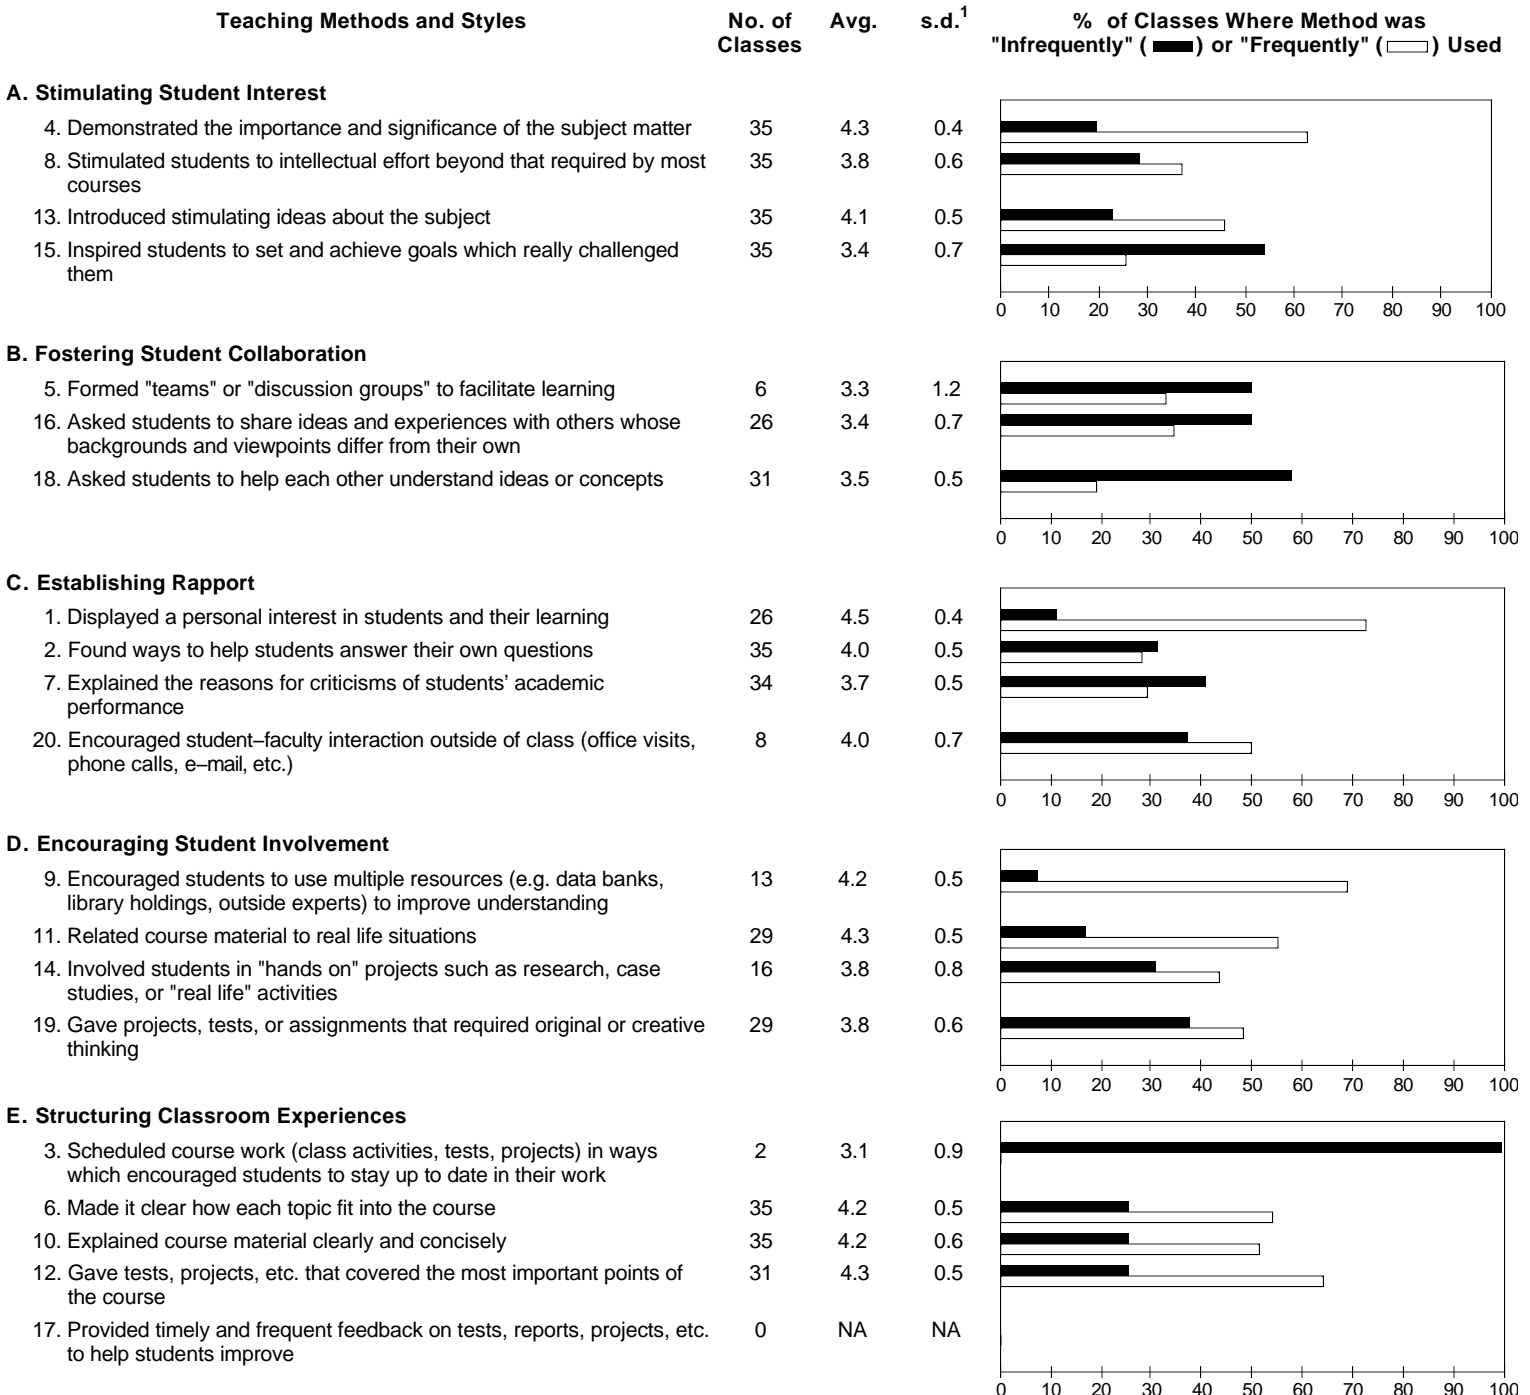 Teaching Methods and Styles No. of Classes Avg. s.d.1 % of Classes Where Method was "Infrequently" ( ) or "Frequently" ( ) Used
A. Stimulating Student Interest
4. Demonstrated the importance and significance of the subject matter 35 4.3 0.4
8. Stimulated students to intellectual effort beyond that required by most 35 3.8 0.6
courses
13. Introduced stimulating ideas about the subject 35 4.1 0.5
15. Inspired students to set and achieve goals which really challenged 35 3.4 0.7
them
0 10 20 30 40 50 60 70 80 90 100
B. Fostering Student Collaboration
5. Formed "teams" or "discussion groups" to facilitate learning 6 3.3 1.2
16. Asked students to share ideas and experiences with others whose 26 3.4 0.7
backgrounds and viewpoints differ from their own
18. Asked students to help each other understand ideas or concepts 31 3.5 0.5
0 10 20 30 40 50 60 70 80 90 100
C. Establishing Rapport
1. Displayed a personal interest in students and their learning 26 4.5 0.4
2. Found ways to help students answer their own questions 35 4.0 0.5
7. Explained the reasons for criticisms of students’ academic 34 3.7 0.5
performance
20. Encouraged student–faculty interaction outside of class (office visits, 8 4.0 0.7
phone calls, e–mail, etc.)
0 10 20 30 40 50 60 70 80 90 100
D. Encouraging Student Involvement
9. Encouraged students to use multiple resources (e.g. data banks, 13 4.2 0.5
library holdings, outside experts) to improve understanding
11. Related course material to real life situations 29 4.3 0.5
14. Involved students in "hands on" projects such as research, case 16 3.8 0.8
studies, or "real life" activities
19. Gave projects, tests, or assignments that required original or creative 29 3.8 0.6
thinking
0 10 20 30 40 50 60 70 80 90 100
E. Structuring Classroom Experiences
3. Scheduled course work (class activities, tests, projects) in ways 2 3.1 0.9
which encouraged students to stay up to date in their work
6. Made it clear how each topic fit into the course 35 4.2 0.5
10. Explained course material clearly and concisely 35 4.2 0.6
12. Gave tests, projects, etc. that covered the most important points of 31 4.3 0.5
the course
17. Provided timely and frequent feedback on tests, reports, projects, etc. 0 NA NA
to help students improve
0 10 20 30 40 50 60 70 80 90 100